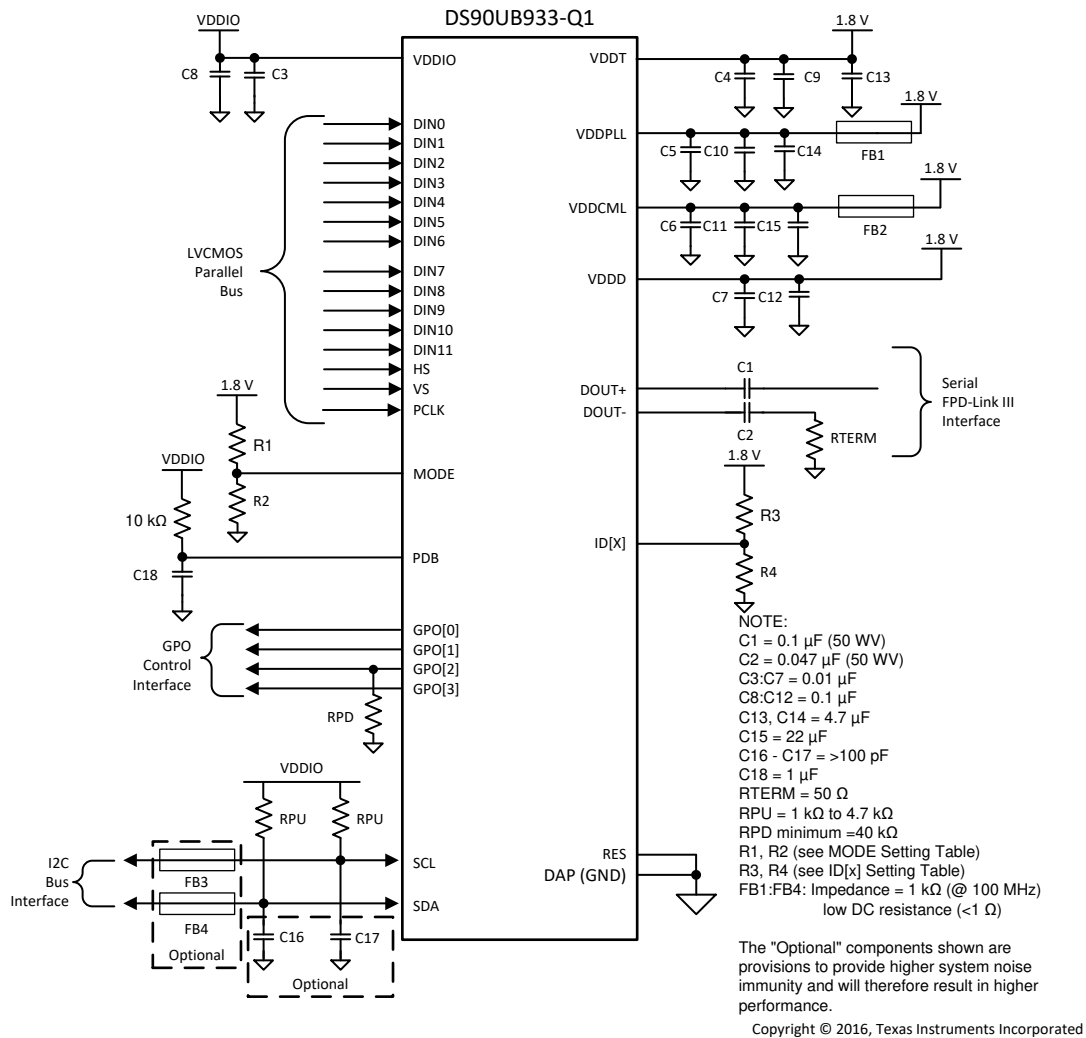 DS90UB933-Q1
VDDIO
C8
C3
VDDIO
VDDT
1.8 V
C4
C9
C13
VDDPLL
1.8 V
C5
C10
C14
FB1
VDDCML
1.8 V
C6
C11
C15
FB2
VDDD
1.8 V
C7
C12
LVCMOS
Parallel
Bus
DIN0
DIN1
DIN2
DIN3
DIN4
DIN5
DIN6
DIN7
DIN8
DIN9
DIN10
DIN11
HS
VS
PCLK
DOUT+
DOUT-
C1
C2
RTERM
Serial
FPD-Link III
Interface
1.8 V
R1
R2
MODE
VDDIO
10 kΩ
C18
PDB
1.8 V
R3
R4
ID[X]
GPO
Control
Interface
GPO[0]
GPO[1]
GPO[2]
GPO[3]
RPD
VDDIO
RPU
RPU
I2C
Bus
Interface
FB3
FB4
Optional
SCL
SDA
C16
C17
Optional
RES
DAP (GND)
NOTE:
C1 = 0.1 µF (50 WV)
C2 = 0.047 µF (50 WV)
C3:C7 = 0.01 µF
C8:C12 = 0.1 µF
C13, C14 = 4.7 µF
C15 = 22 µF
C16 - C17 = >100 pF
C18 = 1 µF
RTERM = 50 Ω
RPU = 1 kΩ to 4.7 kΩ
RPD minimum =40 kΩ
R1, R2 (see MODE Setting Table)
R3, R4 (see ID[x] Setting Table)
FB1:FB4: Impedance = 1 kΩ (@ 100 MHz)
low DC resistance (<1 Ω)
The "Optional" components shown are
provisions to provide higher system noise
immunity and will therefore result in higher
performance.
Copyright © 2016, Texas Instruments Incorporated